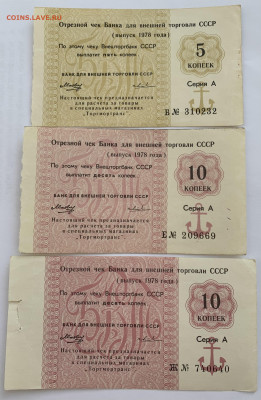 COINS.LAVE.RU
Отрезной чек Банка для внешней торговли СССР
(выпуск 1978 года)
По этому чеку Внешторгбанк СССР
выплатит пять копеек
5
КОПЕЕК
БАНК ДЛЯ ВНЕШНЕЙ ТОРГОВЛИ СССР
Серия А
Настоящий чек предназначается
для расчета за товары
в специальных магазинах
"Торгмортранс"
Е № 310232
Отрезной чек Банка для внешней торговли СССР
(выпуск 1978 года)
По этому чеку Внешторгбанк СССР
выплатит десять копеек
10
КОПЕЕК
БАНК ДЛЯ ВНЕШНЕЙ ТОРГОВЛИ СССР
Серия А
Настоящий чек предназначается
для расчета за товары
в специальных магазинах
"Торгмортранс"
Е № 209669
Отрезной чек Банка для внешней торговли СССР
(выпуск 1978 года)
По этому чеку Внешторгбанк СССР
выплатит десять копеек
10
КОПЕЕК
БАНК ДЛЯ ВНЕШНЕЙ ТОРГОВЛИ СССР
Серия А
Настоящий чек предназначается
для расчета за товары
в специальных магазинах
"Торгмортранс"
Ж № 740640